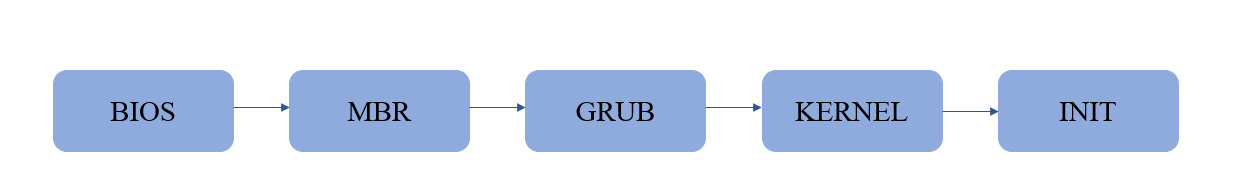 BIOS
MBR
GRUB
KERNEL
INIT